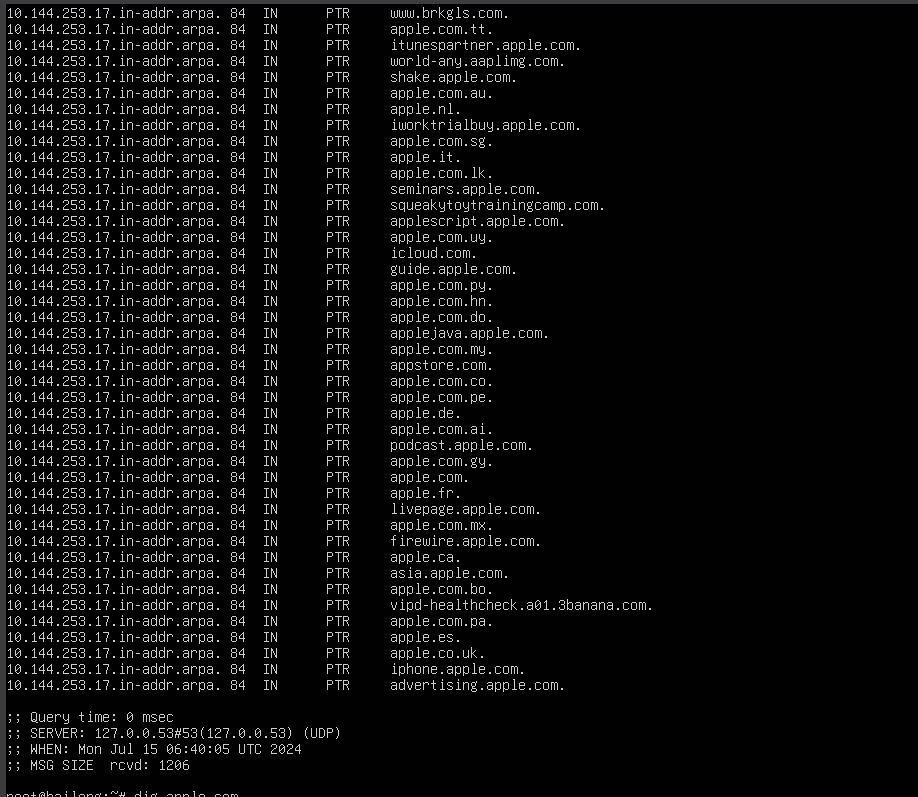 10.144.253.17.in-addr.arpa. 84 IN PTR www.brkgls.com.
10.144.253.17.in-addr.arpa. 84 IN PTR apple.com.tt.
10.144.253.17.in-addr.arpa. 84 IN PTR itunespartner.apple.com.
10.144.253.17.in-addr.arpa. 84 IN PTR world-any.aaplimg.com.
10.144.253.17.in-addr.arpa. 84 IN PTR shake.apple.com.
10.144.253.17.in-addr.arpa. 84 IN PTR apple.com.au.
10.144.253.17.in-addr.arpa. 84 IN PTR apple.nl.
10.144.253.17.in-addr.arpa. 84 IN PTR iworktrialbuy.apple.com.
10.144.253.17.in-addr.arpa. 84 IN PTR apple.com.sg.
10.144.253.17.in-addr.arpa. 84 IN PTR apple.it.
10.144.253.17.in-addr.arpa. 84 IN PTR apple.com.lk.
10.144.253.17.in-addr.arpa. 84 IN PTR seminars.apple.com.
10.144.253.17.in-addr.arpa. 84 IN PTR squeakytoytrainingcamp.com.
10.144.253.17.in-addr.arpa. 84 IN PTR applescript.apple.com.
10.144.253.17.in-addr.arpa. 84 IN PTR apple.com.uy.
10.144.253.17.in-addr.arpa. 84 IN PTR icloud.com.
10.144.253.17.in-addr.arpa. 84 IN PTR guide.apple.com.
10.144.253.17.in-addr.arpa. 84 IN PTR apple.com.py.
10.144.253.17.in-addr.arpa. 84 IN PTR apple.com.hn.
10.144.253.17.in-addr.arpa. 84 IN PTR apple.com.do.
10.144.253.17.in-addr.arpa. 84 IN PTR applejava.apple.com.
10.144.253.17.in-addr.arpa. 84 IN PTR apple.com.my.
10.144.253.17.in-addr.arpa. 84 IN PTR appstore.com.
10.144.253.17.in-addr.arpa. 84 IN PTR apple.com.co.
10.144.253.17.in-addr.arpa. 84 IN PTR apple.com.pe.
10.144.253.17.in-addr.arpa. 84 IN PTR apple.de.
10.144.253.17.in-addr.arpa. 84 IN PTR apple.com.ai.
10.144.253.17.in-addr.arpa. 84 IN PTR podcast.apple.com.
10.144.253.17.in-addr.arpa. 84 IN PTR apple.com.gy.
10.144.253.17.in-addr.arpa. 84 IN PTR apple.com.
10.144.253.17.in-addr.arpa. 84 IN PTR apple.fr.
10.144.253.17.in-addr.arpa. 84 IN PTR livepage.apple.com.
10.144.253.17.in-addr.arpa. 84 IN PTR apple.com.mx.
10.144.253.17.in-addr.arpa. 84 IN PTR firewire.apple.com.
10.144.253.17.in-addr.arpa. 84 IN PTR apple.ca.
10.144.253.17.in-addr.arpa. 84 IN PTR asia.apple.com.
10.144.253.17.in-addr.arpa. 84 IN PTR apple.com.bo.
10.144.253.17.in-addr.arpa. 84 IN PTR vipd-healthcheck.a01.3banana.com.
10.144.253.17.in-addr.arpa. 84 IN PTR apple.com.pa.
10.144.253.17.in-addr.arpa. 84 IN PTR apple.es.
10.144.253.17.in-addr.arpa. 84 IN PTR apple.co.uk.
10.144.253.17.in-addr.arpa. 84 IN PTR iphone.apple.com.
10.144.253.17.in-addr.arpa. 84 IN PTR advertising.apple.com.
;; Query time: 0 msec
;; SERVER: 127.0.0.53#53(127.0.0.53) (UDP)
;; WHEN: Mon Jul 15 06:40:05 UTC 2024
;; MSG SIZE rcvd: 1206
dig apple.com